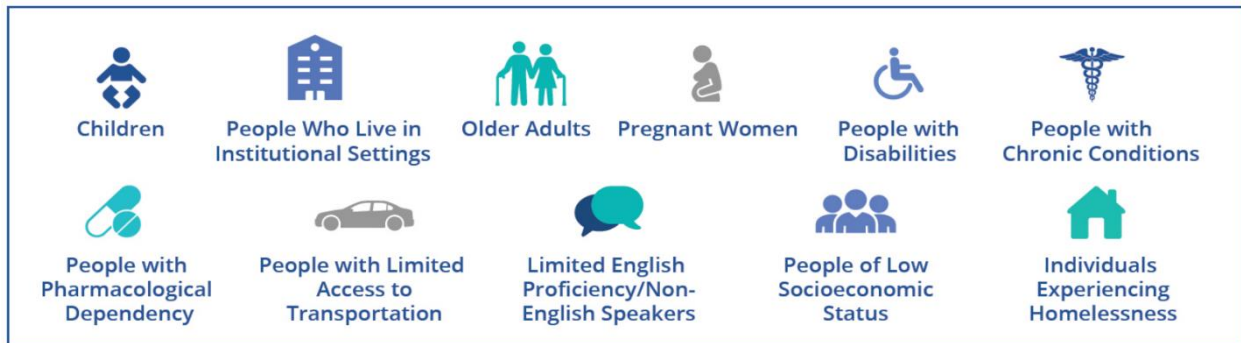 Children
People Who Live in
Institutional Settings
Older Adults
Pregnant Women
People with
Disabilities
People with
Chronic Conditions
People with
Pharmacological
Dependency
People with Limited
Access to
Transportation
Limited English
Proficiency/Non-
English Speakers
People of Low
Socioeconomic
Status
Individuals
Experiencing
Homelessness